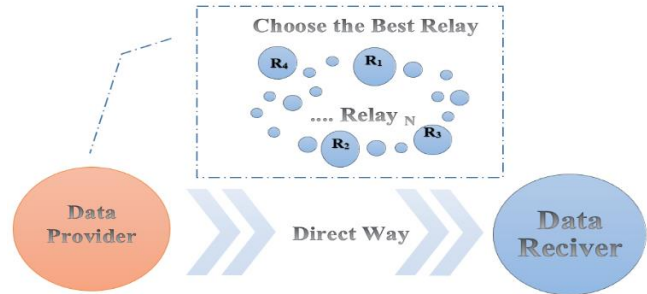 Choose the Best Relay
R4
R1
.... Relay N
R2
R3
Data
Provider
Direct Way
Data
Reciver